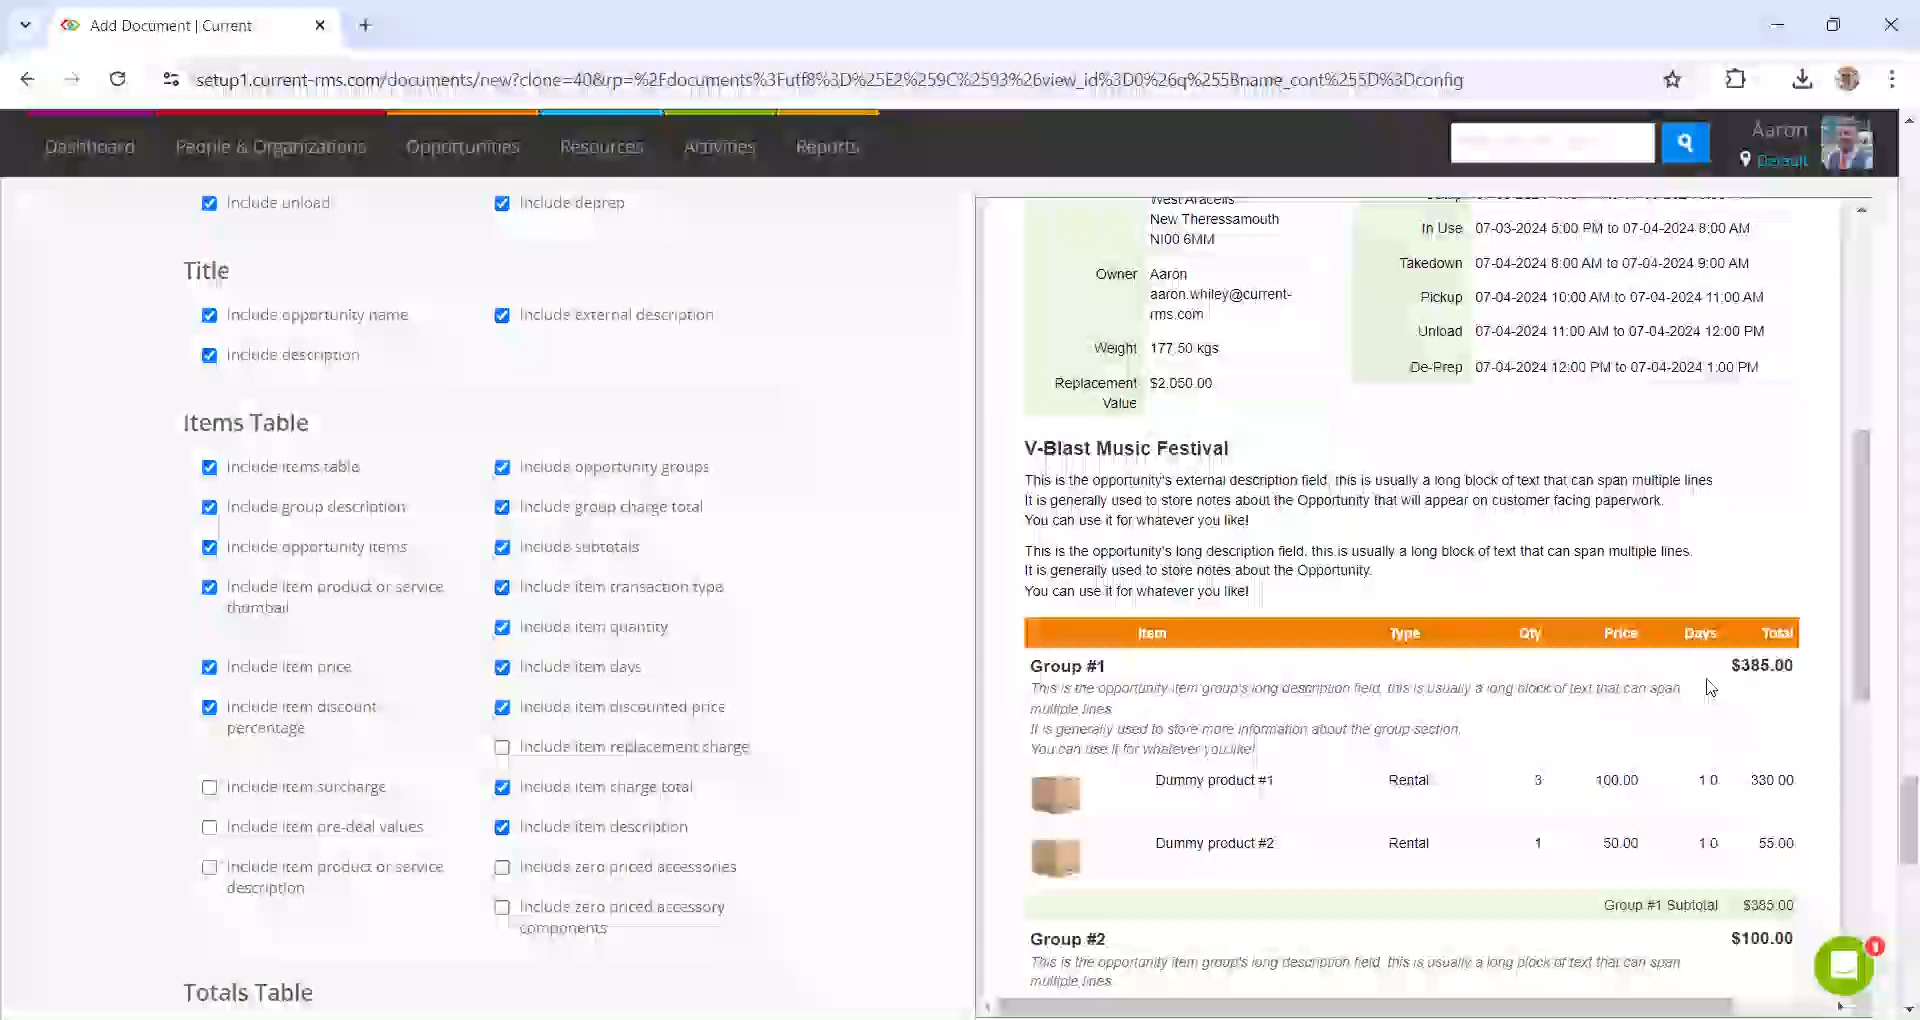 Add Document | Current
setup1.current-rms.com/documents/new?clone=40&rp=%2Fdocuments%3Futf8%3D%25E2%259C%2593%26view_id%3D0%26q%255Bname_cont%255D%3Dconfig
Dashboard People & Organizations Opportunities Resources Activities Reports
Aaron
Default
Include unload Include deprep
Title
Include opportunity name Include external description
Include description
Items Table
Include items table Include opportunity groups
Include group description Include group charge total
Include opportunity items Include subtotals
Include item product or service Include item transaction type
thumbail
Include item quantity
Include item price Include item days
Include item discount Include item discounted price
percentage
Include item replacement charge
Include item surcharge Include item charge total
Include item pre-deal values Include item description
Include item product or service Include zero priced accessories
description
Include zero priced accessory
components
Totals Table
West Aracelis
New Theressamouth
NI00 6MM
Owner Aaron
aaron.whiley@current-
rms.com
Weight 177.50 kgs
Replacement $2,050.00
Value
In Use 07-03-2024 5:00 PM to 07-04-2024 8:00 AM
Takedown 07-04-2024 8:00 AM to 07-04-2024 9:00 AM
Pickup 07-04-2024 10:00 AM to 07-04-2024 11:00 AM
Unload 07-04-2024 11:00 AM to 07-04-2024 12:00 PM
De-Prep 07-04-2024 12:00 PM to 07-04-2024 1:00 PM
V-Blast Music Festival
This is the opportunity's external description field, this is usually a long block of text that can span multiple lines
It is generally used to store notes about the Opportunity that will appear on customer facing paperwork.
You can use it for whatever you like!
This is the opportunity's long description field, this is usually a long block of text that can span multiple lines.
It is generally used to store notes about the Opportunity.
You can use it for whatever you like!
Item Type Qty Price Days Total
Group #1 $385.00
This is the opportunity item group's long description field, this is usually a long block of text that can span
multiple lines.
It is generally used to store more information about the group section.
You can use it for whatever you like!
Dummy product #1 Rental 3 100.00 1.0 330.00
Dummy product #2 Rental 1 50.00 1.0 55.00
Group #1 Subtotal $385.00
Group #2 $100.00
This is the opportunity item group's long description field, this is usually a long block of text that can span
multiple lines.
1